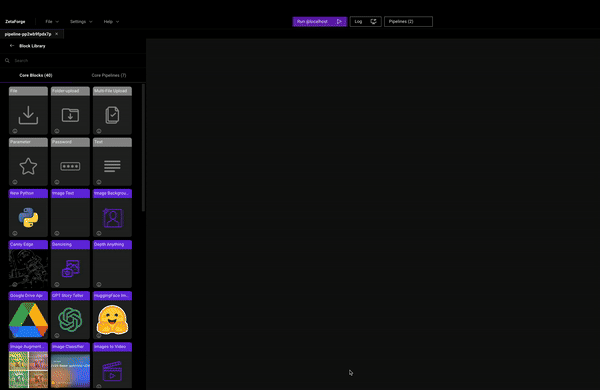 ZetaForge File Settings Help Run @localhost Log Pipelines (2)
Block Library
Search
Core Blocks (40) Core Pipelines (7)
File Folder upload Multi-File Upload
Parameter Password Text
New Python Image-Text Image Backgrou...
Canny Edge Denoising Depth Anything
Google Drive Api GPT Story Teller HuggingFace Im...
Image Augment... Image Classifier Images to Video